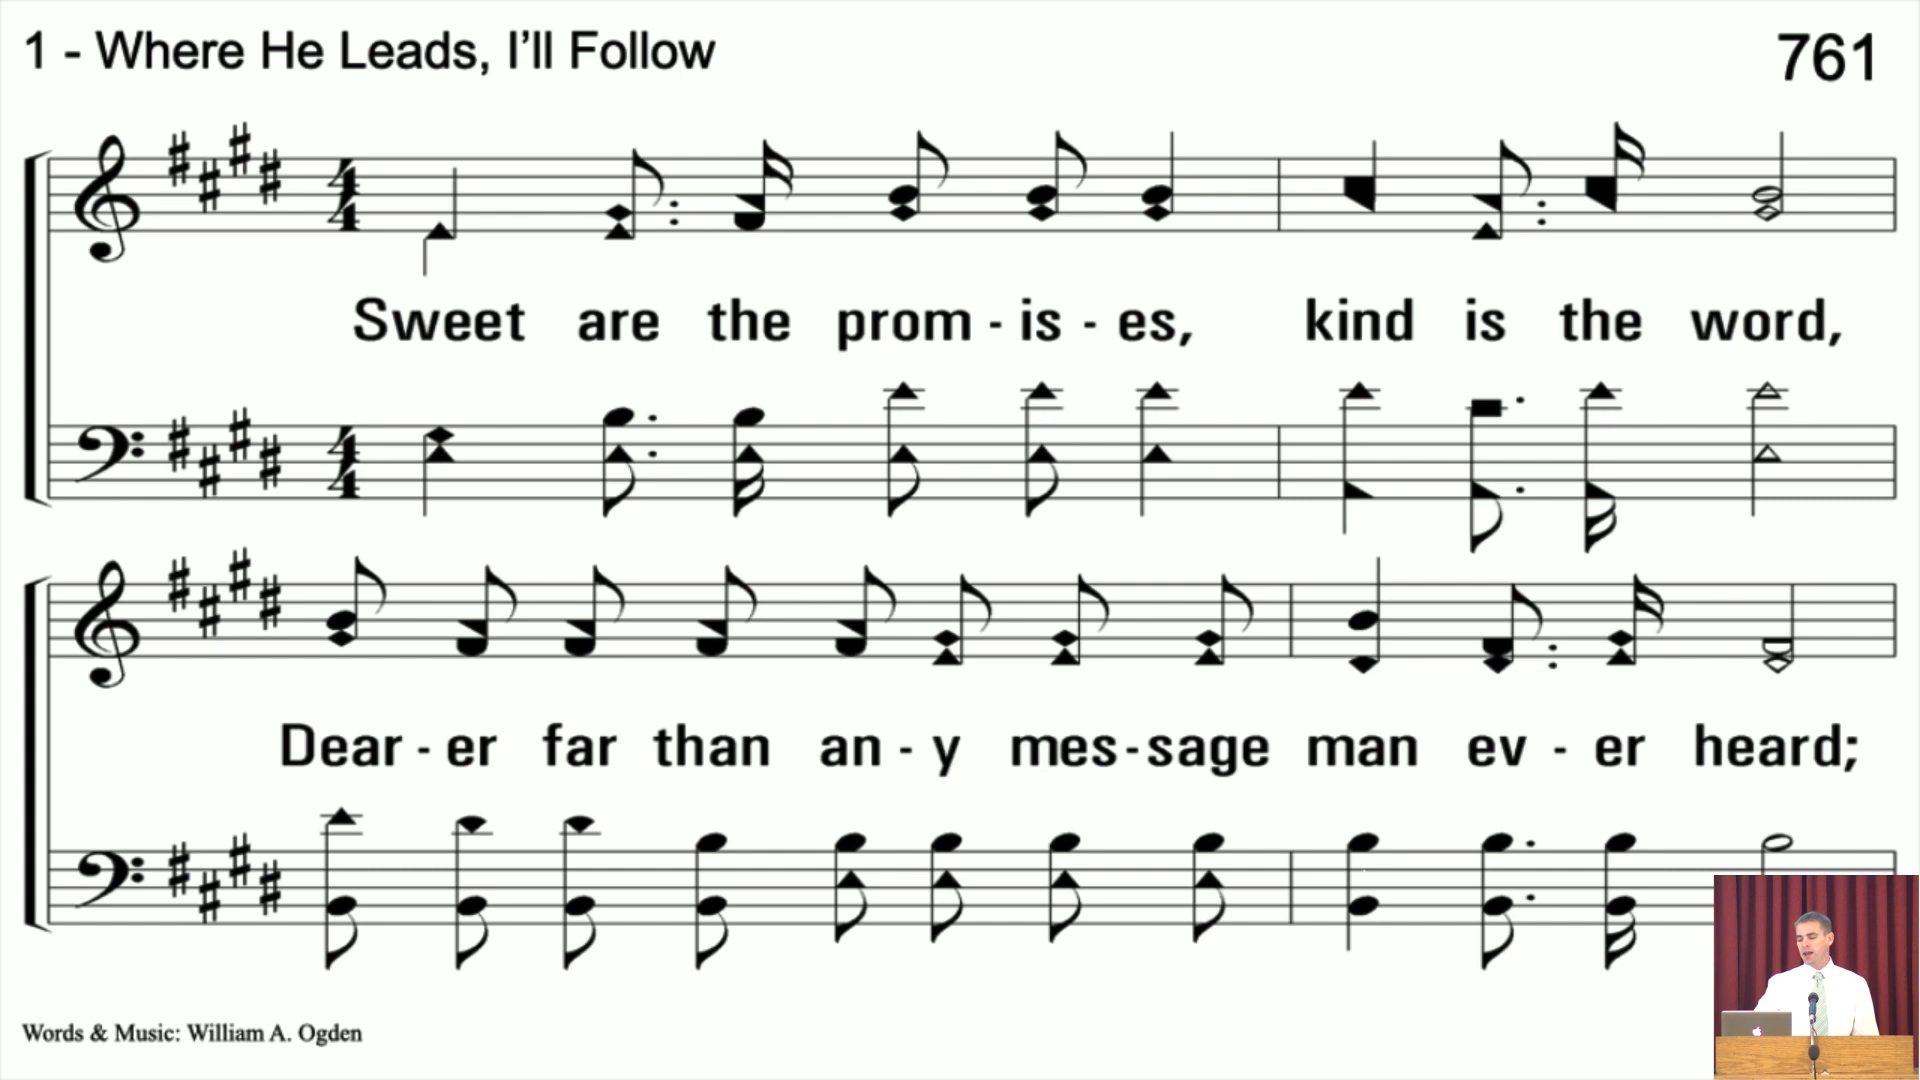 1 - Where He Leads, I'll Follow
761
Sweet are the prom - is - es, kind is the word,
Dear - er far than an - y mes - sage man ev - er heard;
Words & Music: William A. Ogden